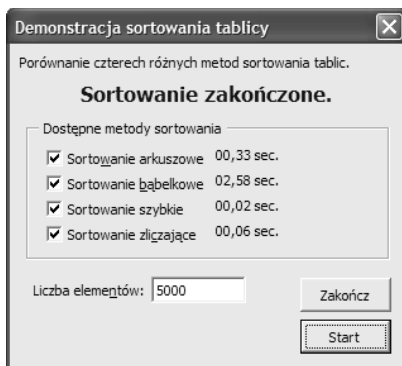 Demonstracja sortowania tablicy
Porównanie czterech różnych metod sortowania tablic.
Sortowanie zakończone.
Dostępne metody sortowania
Sortowanie arkuszowe 00,33 sec.
Sortowanie bąbelkowe 02,58 sec.
Sortowanie szybkie 00,02 sec.
Sortowanie zliczające 00,06 sec.
Liczba elementów: 5000
Zakończ
Start